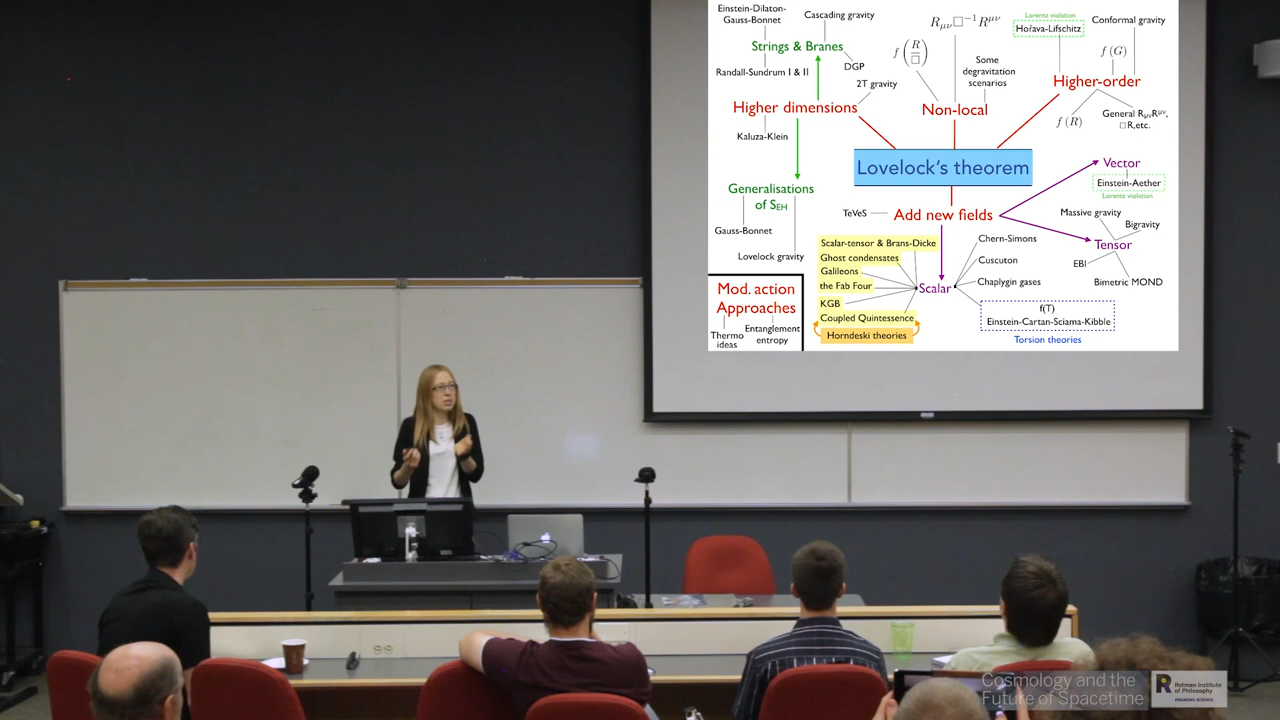 Einstein-Dilaton-
Gauss-Bonnet
Cascading gravity
Strings & Branes
Randall-Sundrum I & II
DGP
2T gravity
Higher dimensions
Kaluza-Klein
Generalisations
of S_EH
Gauss-Bonnet
Lovelock gravity
R_μν□⁻¹R^μν
f(R/□)
Some
degravitation
scenarios
Non-local
Lorentz violation
Hořava-Lifschitz
Conformal gravity
f(G)
Higher-order
f(R)
General R_μνR^μν,
□R,etc.
Lovelock's theorem
TeVeS
Add new fields
Vector
Einstein-Aether
Lorentz violation
Massive gravity
Bigravity
Tensor
EBI
Bimetric MOND
Scalar-tensor & Brans-Dicke
Ghost condensates
Galileons
the Fab Four
KGB
Coupled Quintessence
Horndeski theories
Scalar
Chern-Simons
Cuscuton
Chaplygin gases
f(T)
Einstein-Cartan-Sciama-Kibble
Torsion theories
Mod. action
Approaches
Thermo
ideas
Entanglement
entropy
Cosmology and the
Future of Spacetime
R
Rotman Institute
of Philosophy
ENGAGING SCIENCE.